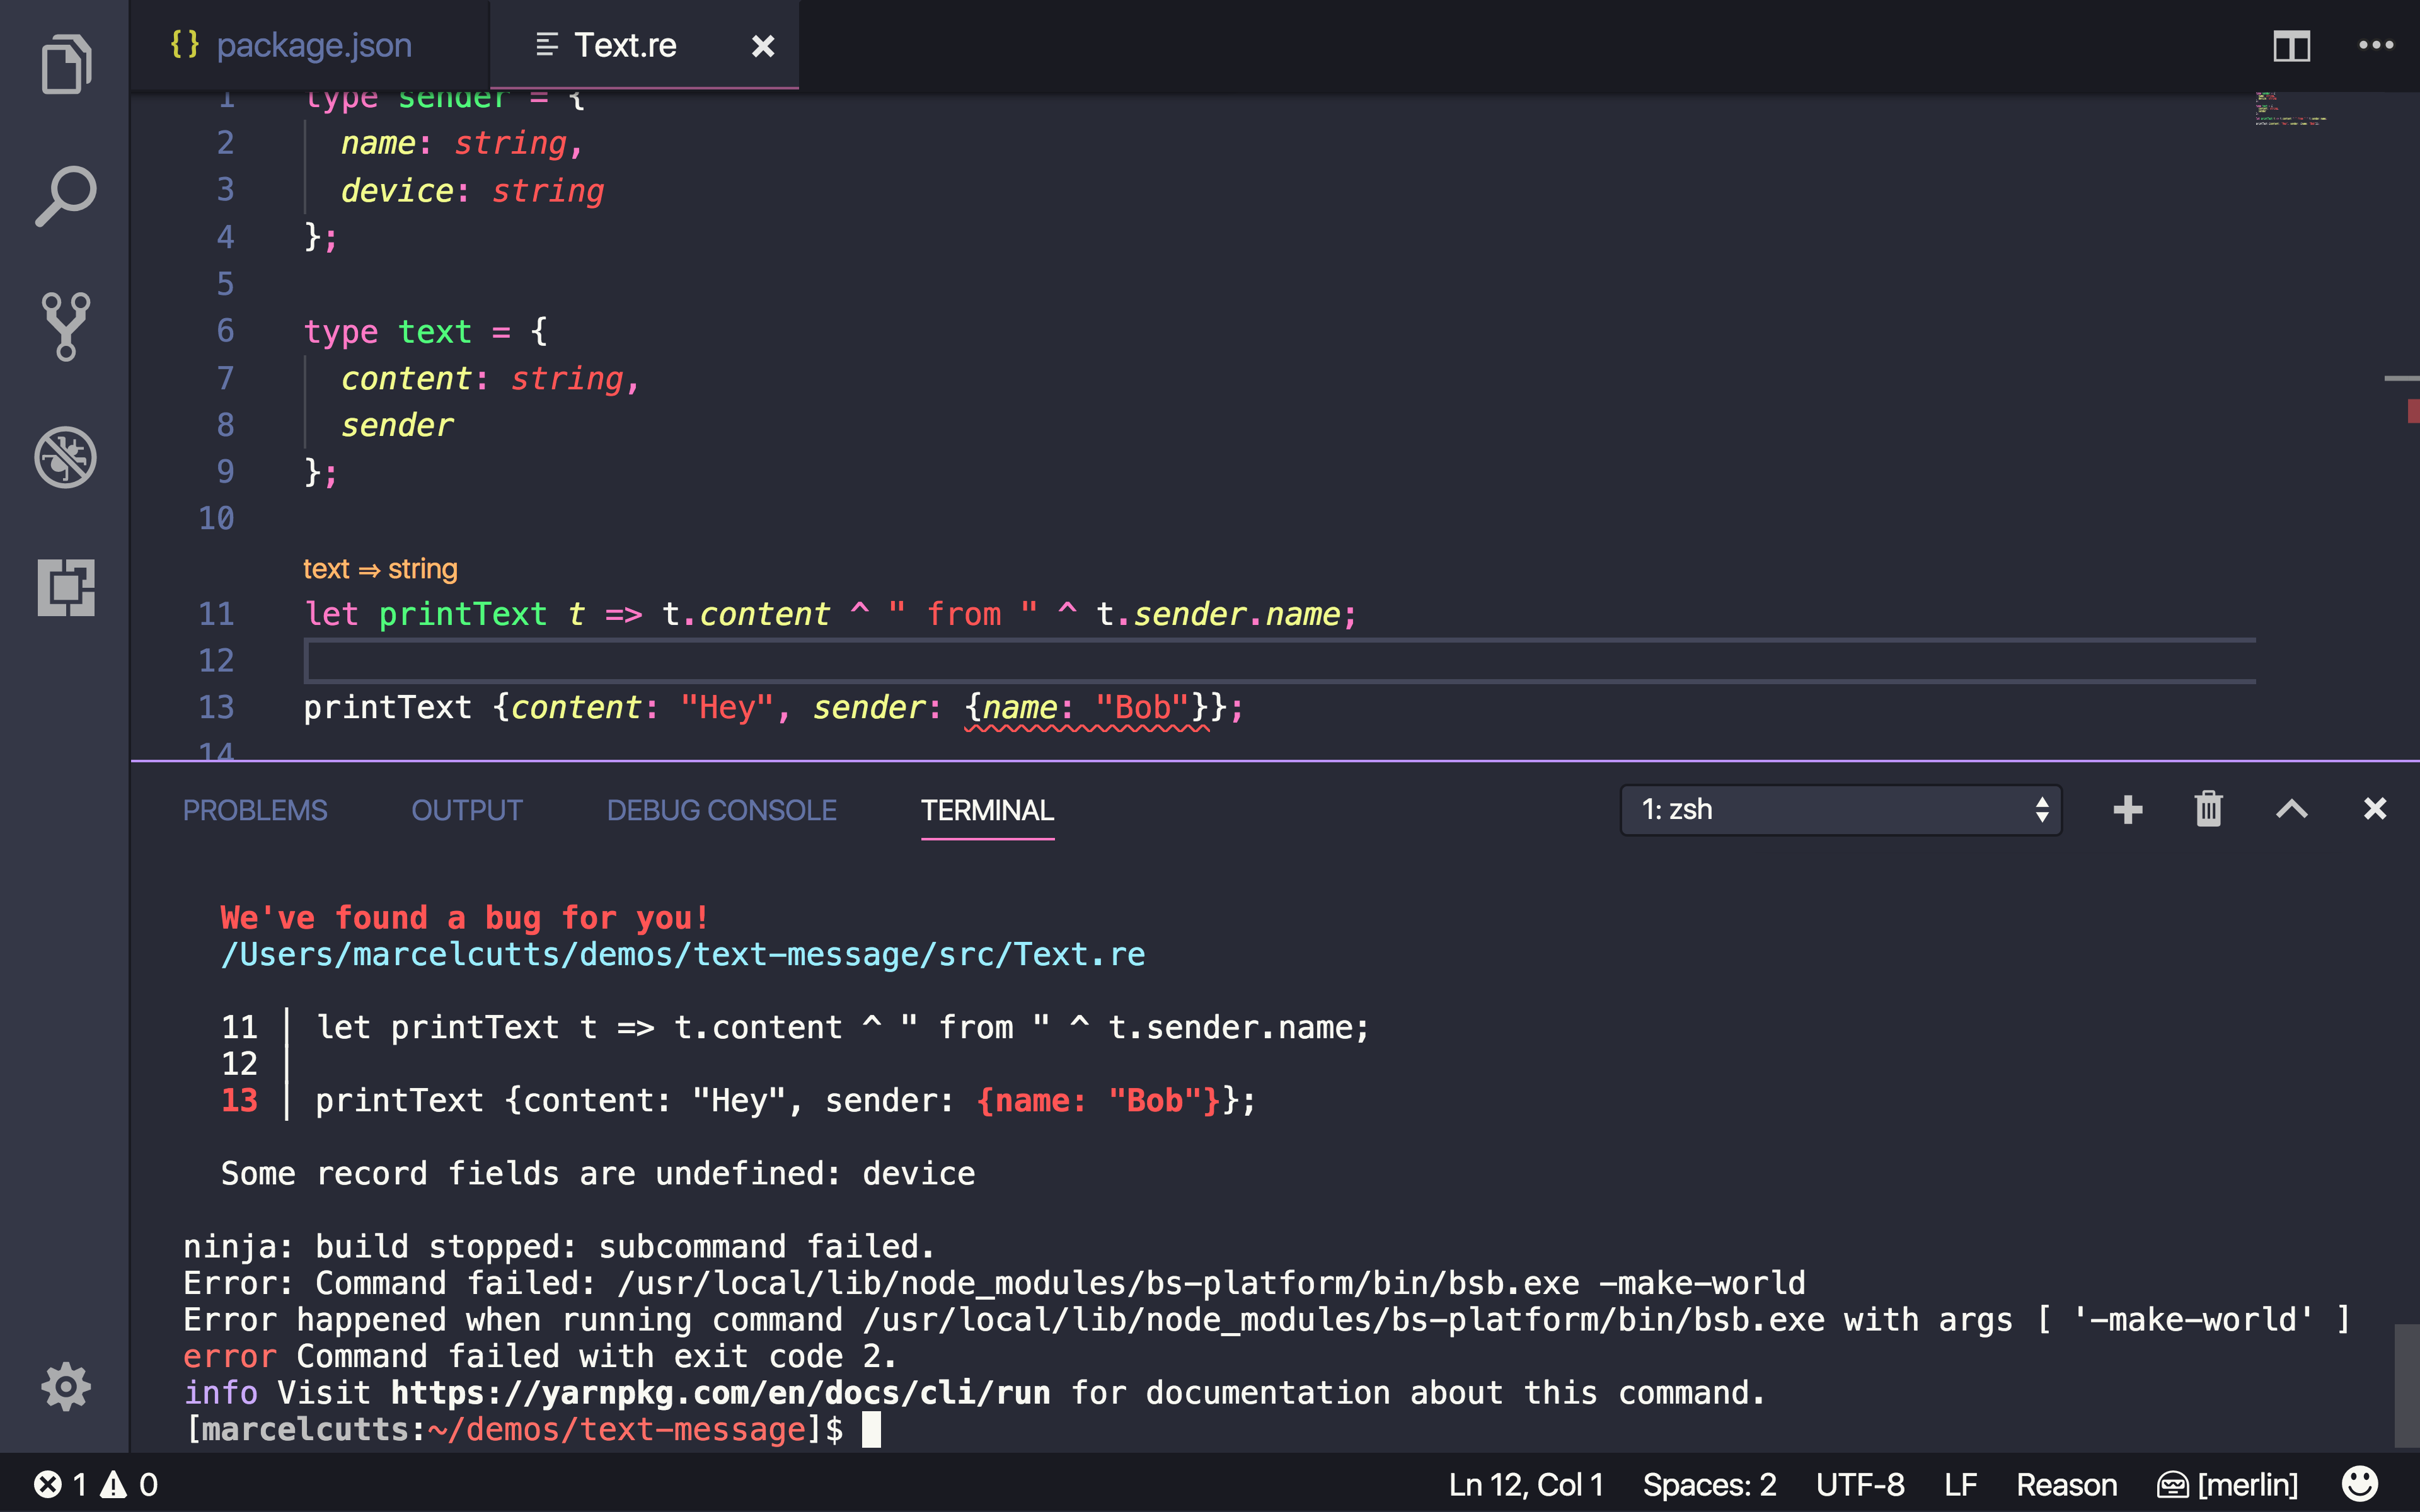 {} package.json
Text.re
1 type sender = {
2 name: string,
3 device: string
4 };
5
6 type text = {
7 content: string,
8 sender
9 };
10
text ⇒ string
11 let printText t => t.content ^ " from " ^ t.sender.name;
12
13 printText {content: "Hey", sender: {name: "Bob"}};
14
PROBLEMS OUTPUT DEBUG CONSOLE TERMINAL 1: zsh
We've found a bug for you!
/Users/marcelcutts/demos/text-message/src/Text.re
11 │ let printText t => t.content ^ " from " ^ t.sender.name;
12 │
13 │ printText {content: "Hey", sender: {name: "Bob"}};
Some record fields are undefined: device
ninja: build stopped: subcommand failed.
Error: Command failed: /usr/local/lib/node_modules/bs-platform/bin/bsb.exe -make-world
Error happened when running command /usr/local/lib/node_modules/bs-platform/bin/bsb.exe with args [ '-make-world' ]
error Command failed with exit code 2.
info Visit https://yarnpkg.com/en/docs/cli/run for documentation about this command.
[marcelcutts:~/demos/text-message]$
1 0 Ln 12, Col 1 Spaces: 2 UTF-8 LF Reason [merlin]